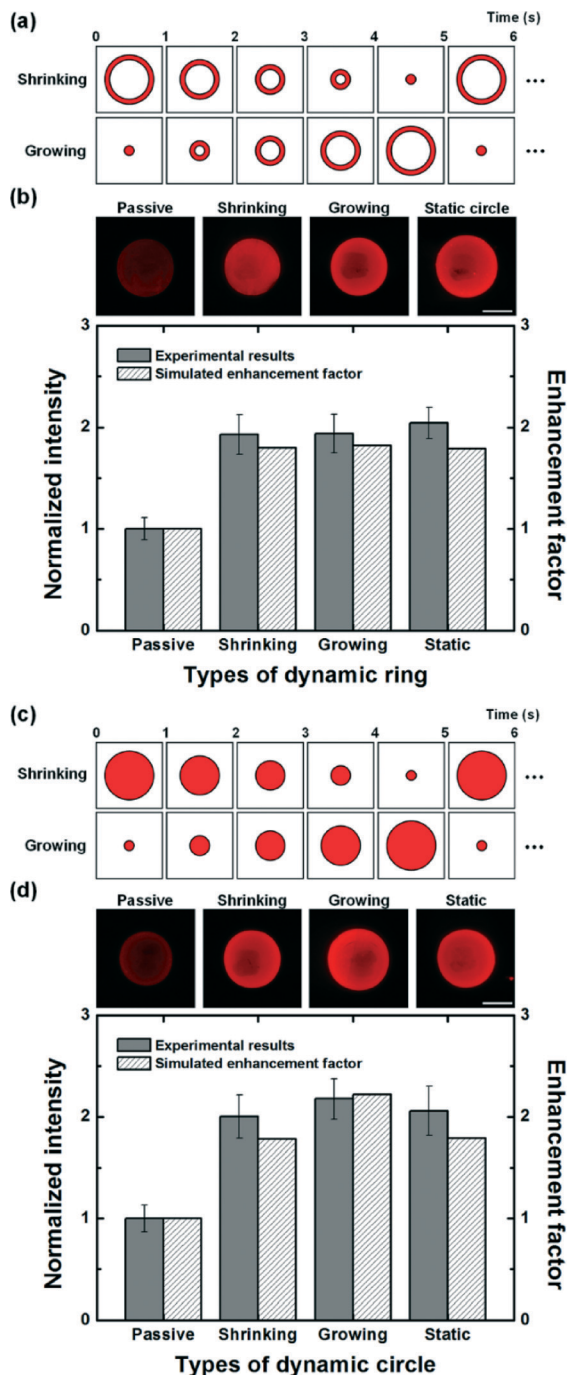 (a)
Time (s)
0 1 2 3 4 5 6
Shrinking
...
Growing
...
(b)
Passive Shrinking Growing Static circle
3 3
Experimental results
Simulated enhancement factor
2 2
1 1
0 0
Normalized intensity
Enhancement factor
Passive Shrinking Growing Static
Types of dynamic ring
(c)
Time (s)
0 1 2 3 4 5 6
Shrinking
...
Growing
...
(d)
Passive Shrinking Growing Static
3 3
Experimental results
Simulated enhancement factor
2 2
1 1
0 0
Normalized intensity
Enhancement factor
Passive Shrinking Growing Static
Types of dynamic circle